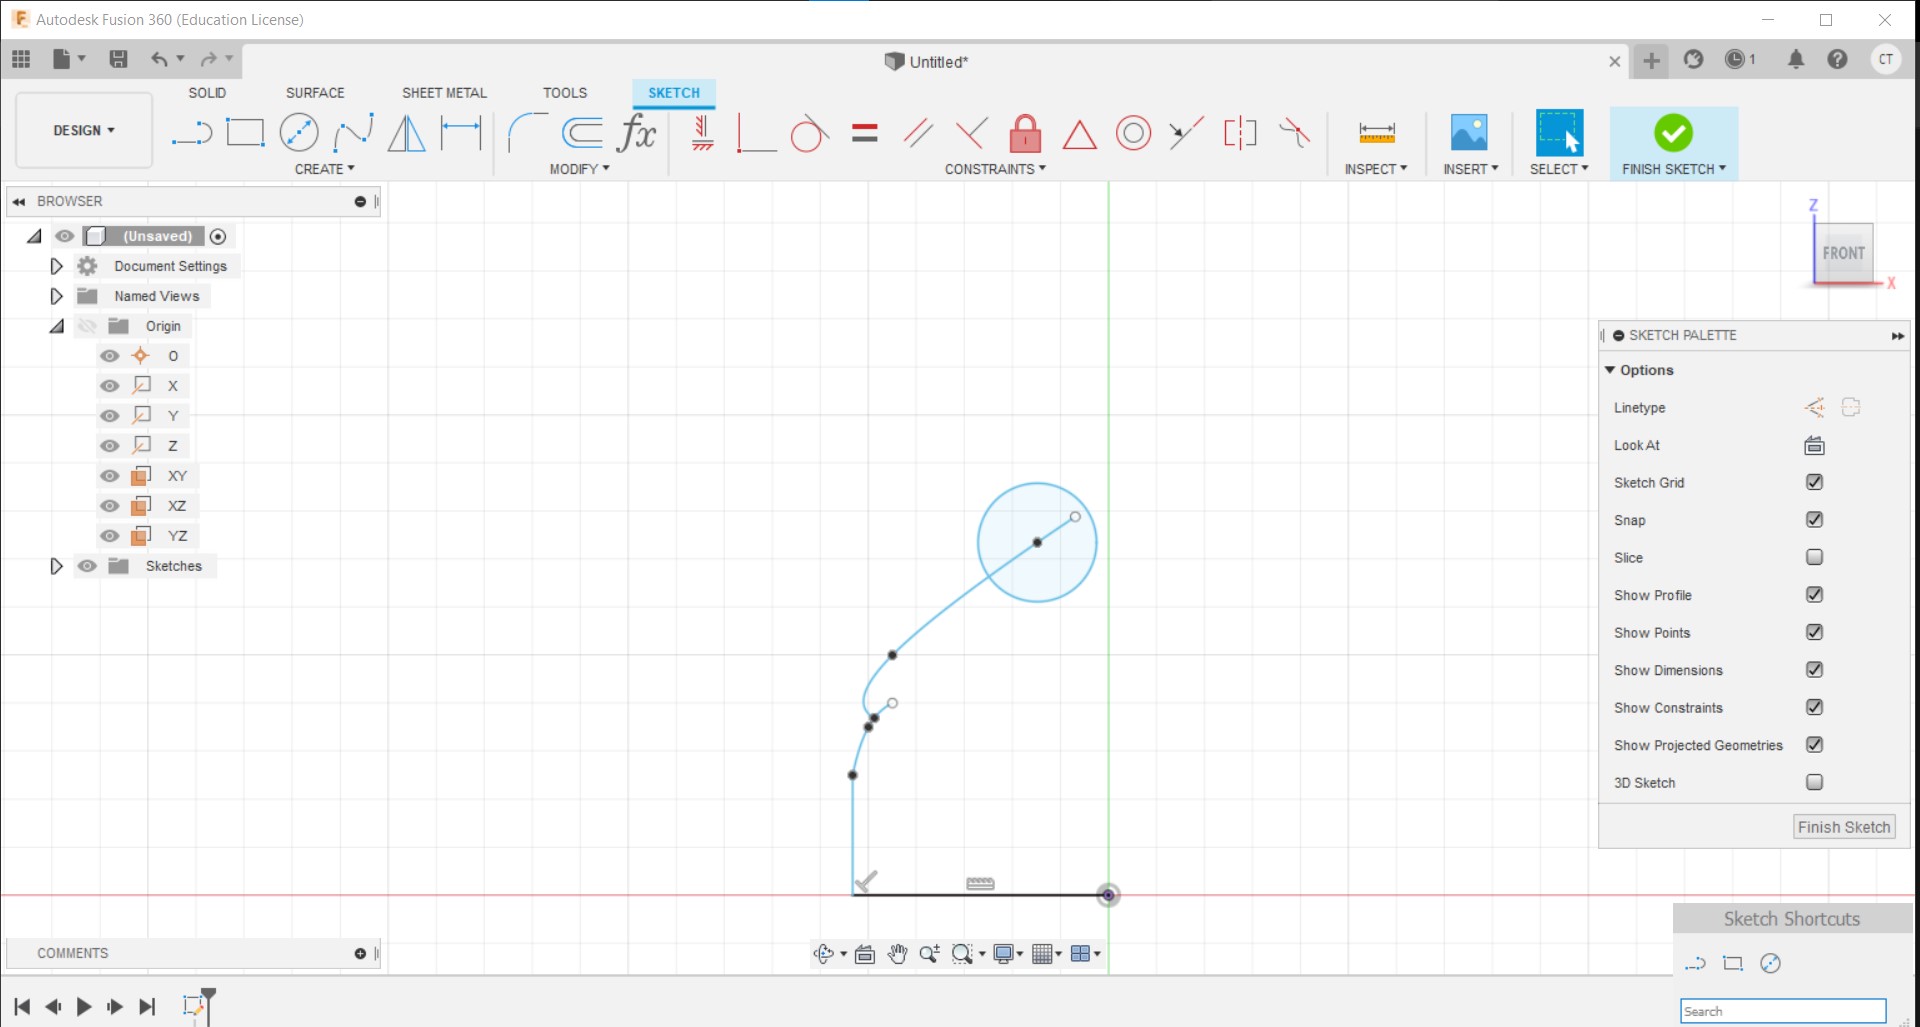 Autodesk Fusion 360 (Education License)
Untitled*
1
CT
DESIGN
SOLID
SURFACE
SHEET METAL
TOOLS
SKETCH
fx
CREATE
MODIFY
CONSTRAINTS
INSPECT
INSERT
SELECT
FINISH SKETCH
BROWSER
(Unsaved)
Document Settings
Named Views
Origin
O
X
Y
Z
XY
XZ
YZ
Sketches
Z
FRONT
X
SKETCH PALETTE
Options
Linetype
Look At
Sketch Grid
Snap
Slice
Show Profile
Show Points
Show Dimensions
Show Constraints
Show Projected Geometries
3D Sketch
Finish Sketch
Sketch Shortcuts
Search
COMMENTS